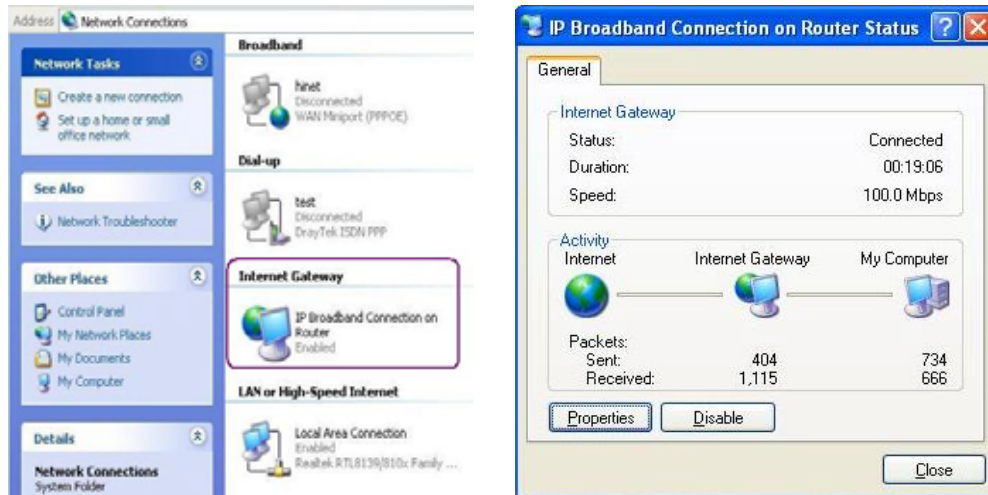 Address Network Connections
Network Tasks
Create a new connection
Set up a home or small
office network
See Also
Network Troubleshooter
Other Places
Control Panel
My Network Places
My Documents
My Computer
Details
Network Connections
System Folder
Broadband
hinet
Disconnected
WAN Miniport (PPPOE)
Dial-up
test
Disconnected
DrayTek ISDN PPP
Internet Gateway
IP Broadband Connection on
Router
Enabled
LAN or High-Speed Internet
Local Area Connection
Enabled
Realtek RTL8139/810x Family ...
IP Broadband Connection on Router Status
General
Internet Gateway
Status: Connected
Duration: 00:19:06
Speed: 100.0 Mbps
Activity
Internet Internet Gateway My Computer
Packets:
Sent: 404 734
Received: 1,115 666
Properties Disable
Close